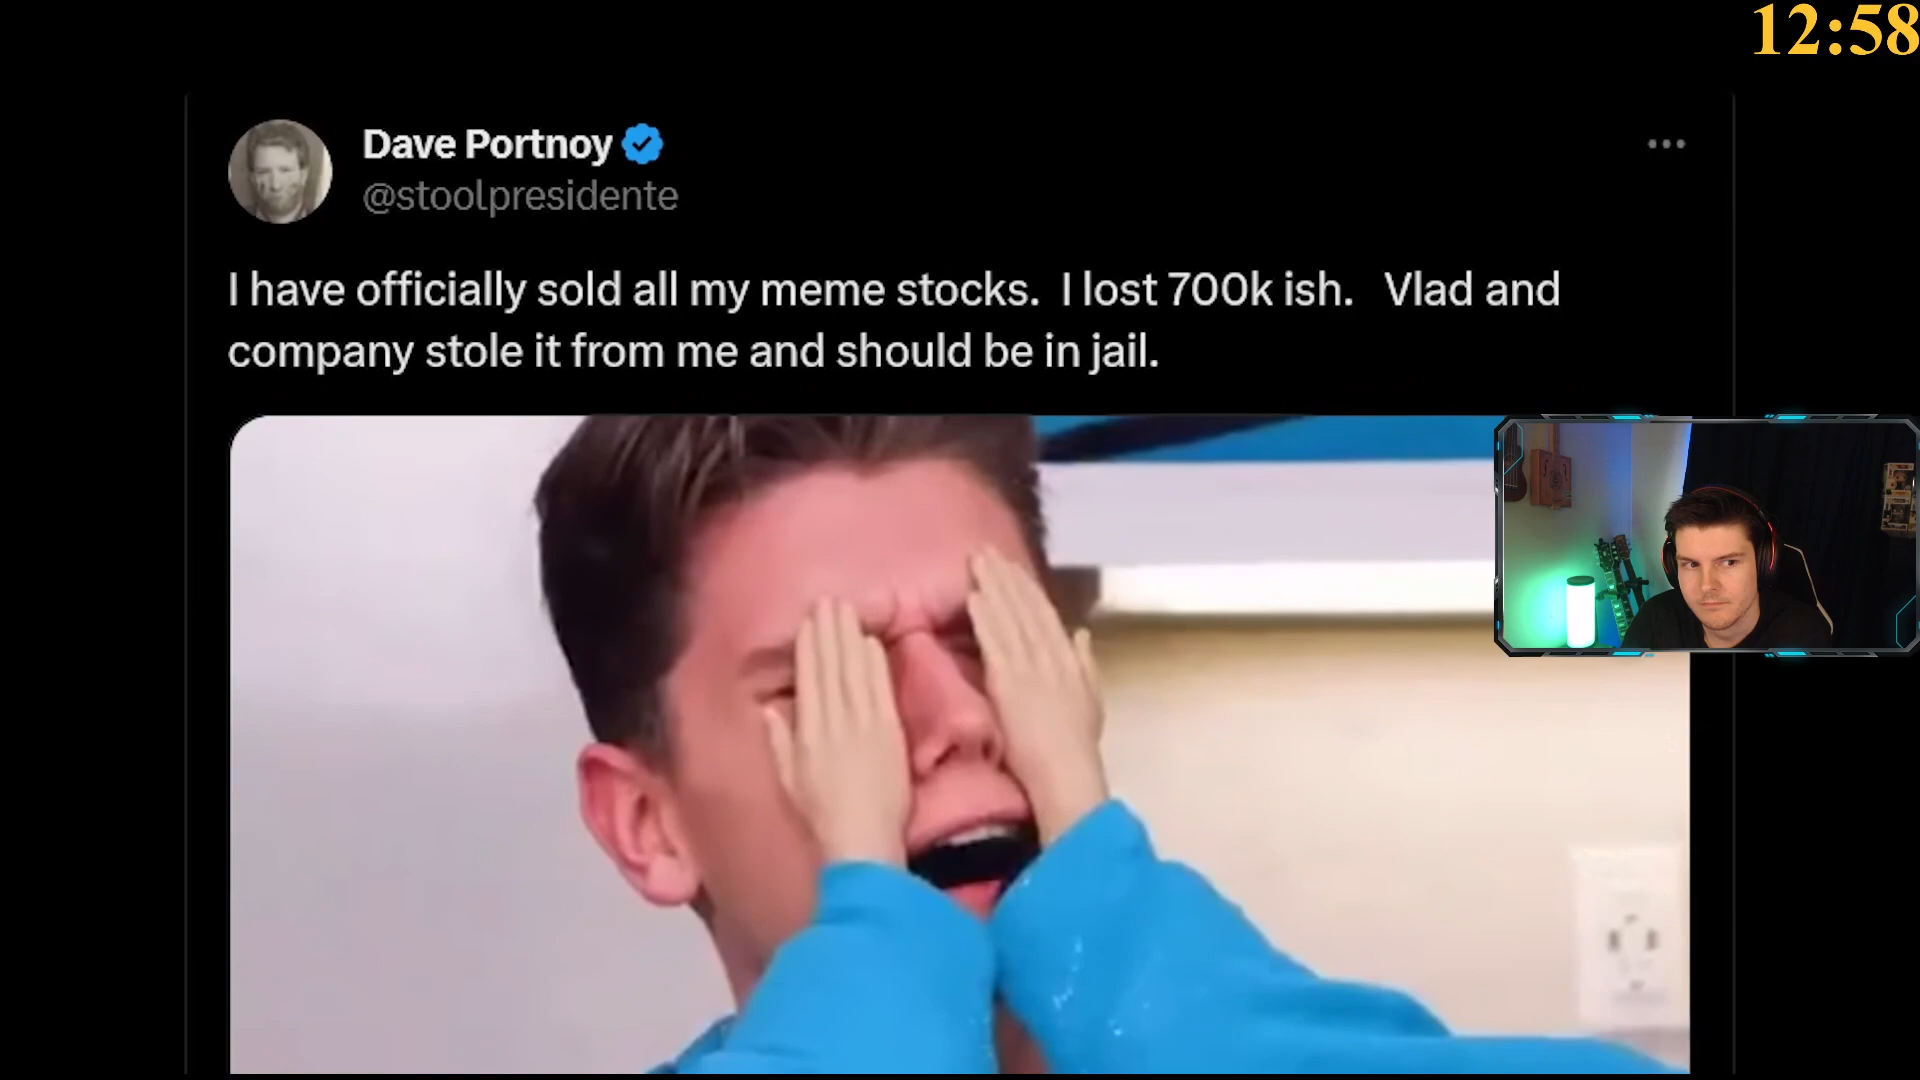 12:58
Dave Portnoy
@stoolpresidente
I have officially sold all my meme stocks.  I lost 700k ish.   Vlad and
company stole it from me and should be in jail.